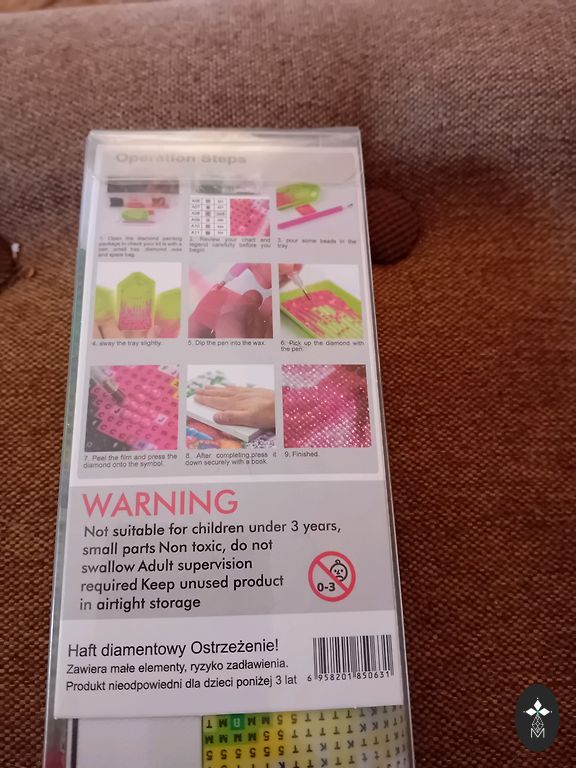 Operation Steps
1. Open the diamond painting
package to check your kit is with a
pen ,small tray, diamond wax
and spare bag.
2. Review your chart and
legend carefully before you
begin
3. pour some beads in the
tray
4. sway the tray slightly.
5. Dip the pen into the wax.
6. Pick up the diamond with
the pen.
7. Peel the film and press the
diamond onto the symbol.
8. After completing,press it
down securely with a book.
9. Finished.
WARNING
Not suitable for children under 3 years,
small parts Non toxic, do not
swallow Adult supervision
required Keep unused product
in airtight storage
0-3
Haft diamentowy Ostrzeżenie!
Zawiera małe elementy, ryzyko zadławienia.
Produkt nieodpowiedni dla dzieci poniżej 3 lat
6 958201 850631